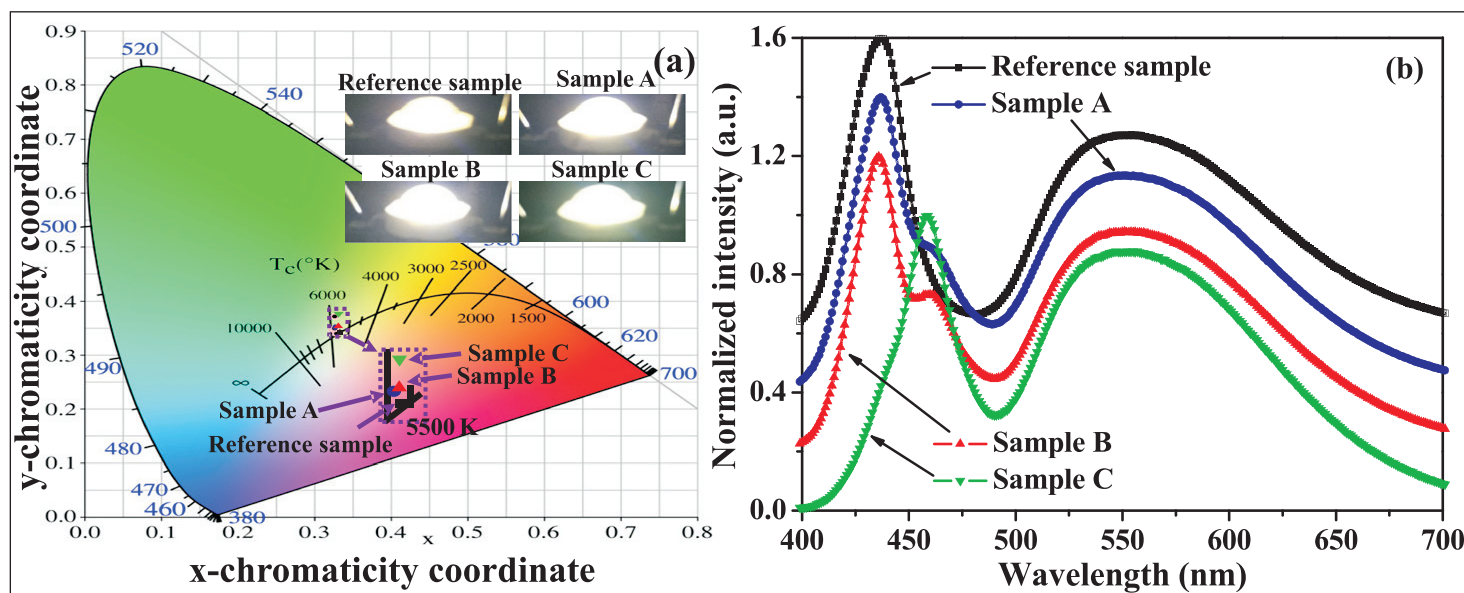 (a)
Reference sample
Sample A
Sample B
Sample C
y-chromaticity coordinate
0.9
0.8
0.7
0.6
0.5
0.4
0.3
0.2
0.1
0.0
520
540
500
490
480
470
460
380
600
620
700
T_C(°K)
∞
10000
6000
4000
3000
2500
2000
1500
Sample C
Sample B
Sample A
Reference sample
5500 K
0.0 0.1 0.2 0.3 0.4 0.5 0.6 0.7 0.8
x
x-chromaticity coordinate
(b)
Normalized intensity (a.u.)
1.6
1.2
0.8
0.4
0.0
Reference sample
Sample A
Sample B
Sample C
400 450 500 550 600 650 700
Wavelength (nm)